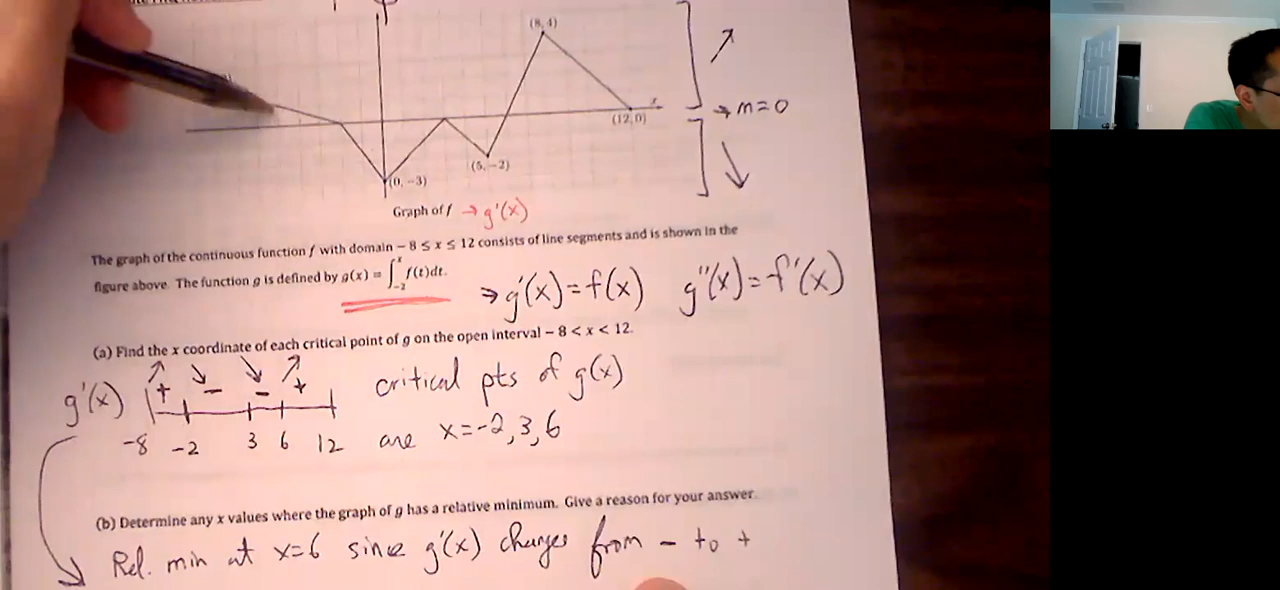 (8,4)
→ m=0
(12,0)
(5,-2)
(0,-3)
Graph of f → g'(x)
The graph of the continuous function f with domain -8 ≤ x ≤ 12 consists of line segments and is shown in the
figure above. The function g is defined by g(x) = ∫_{-2}^{x} f(t)dt.
⇒ g'(x)=f(x) g''(x)=f'(x)
(a) Find the x coordinate of each critical point of g on the open interval -8 < x < 12.
g'(x) + - - + critical pts of g(x)
-8 -2 3 6 12 are x=-2,3,6
(b) Determine any x values where the graph of g has a relative minimum. Give a reason for your answer.
Rel. min at x=6 since g'(x) changes from - to +